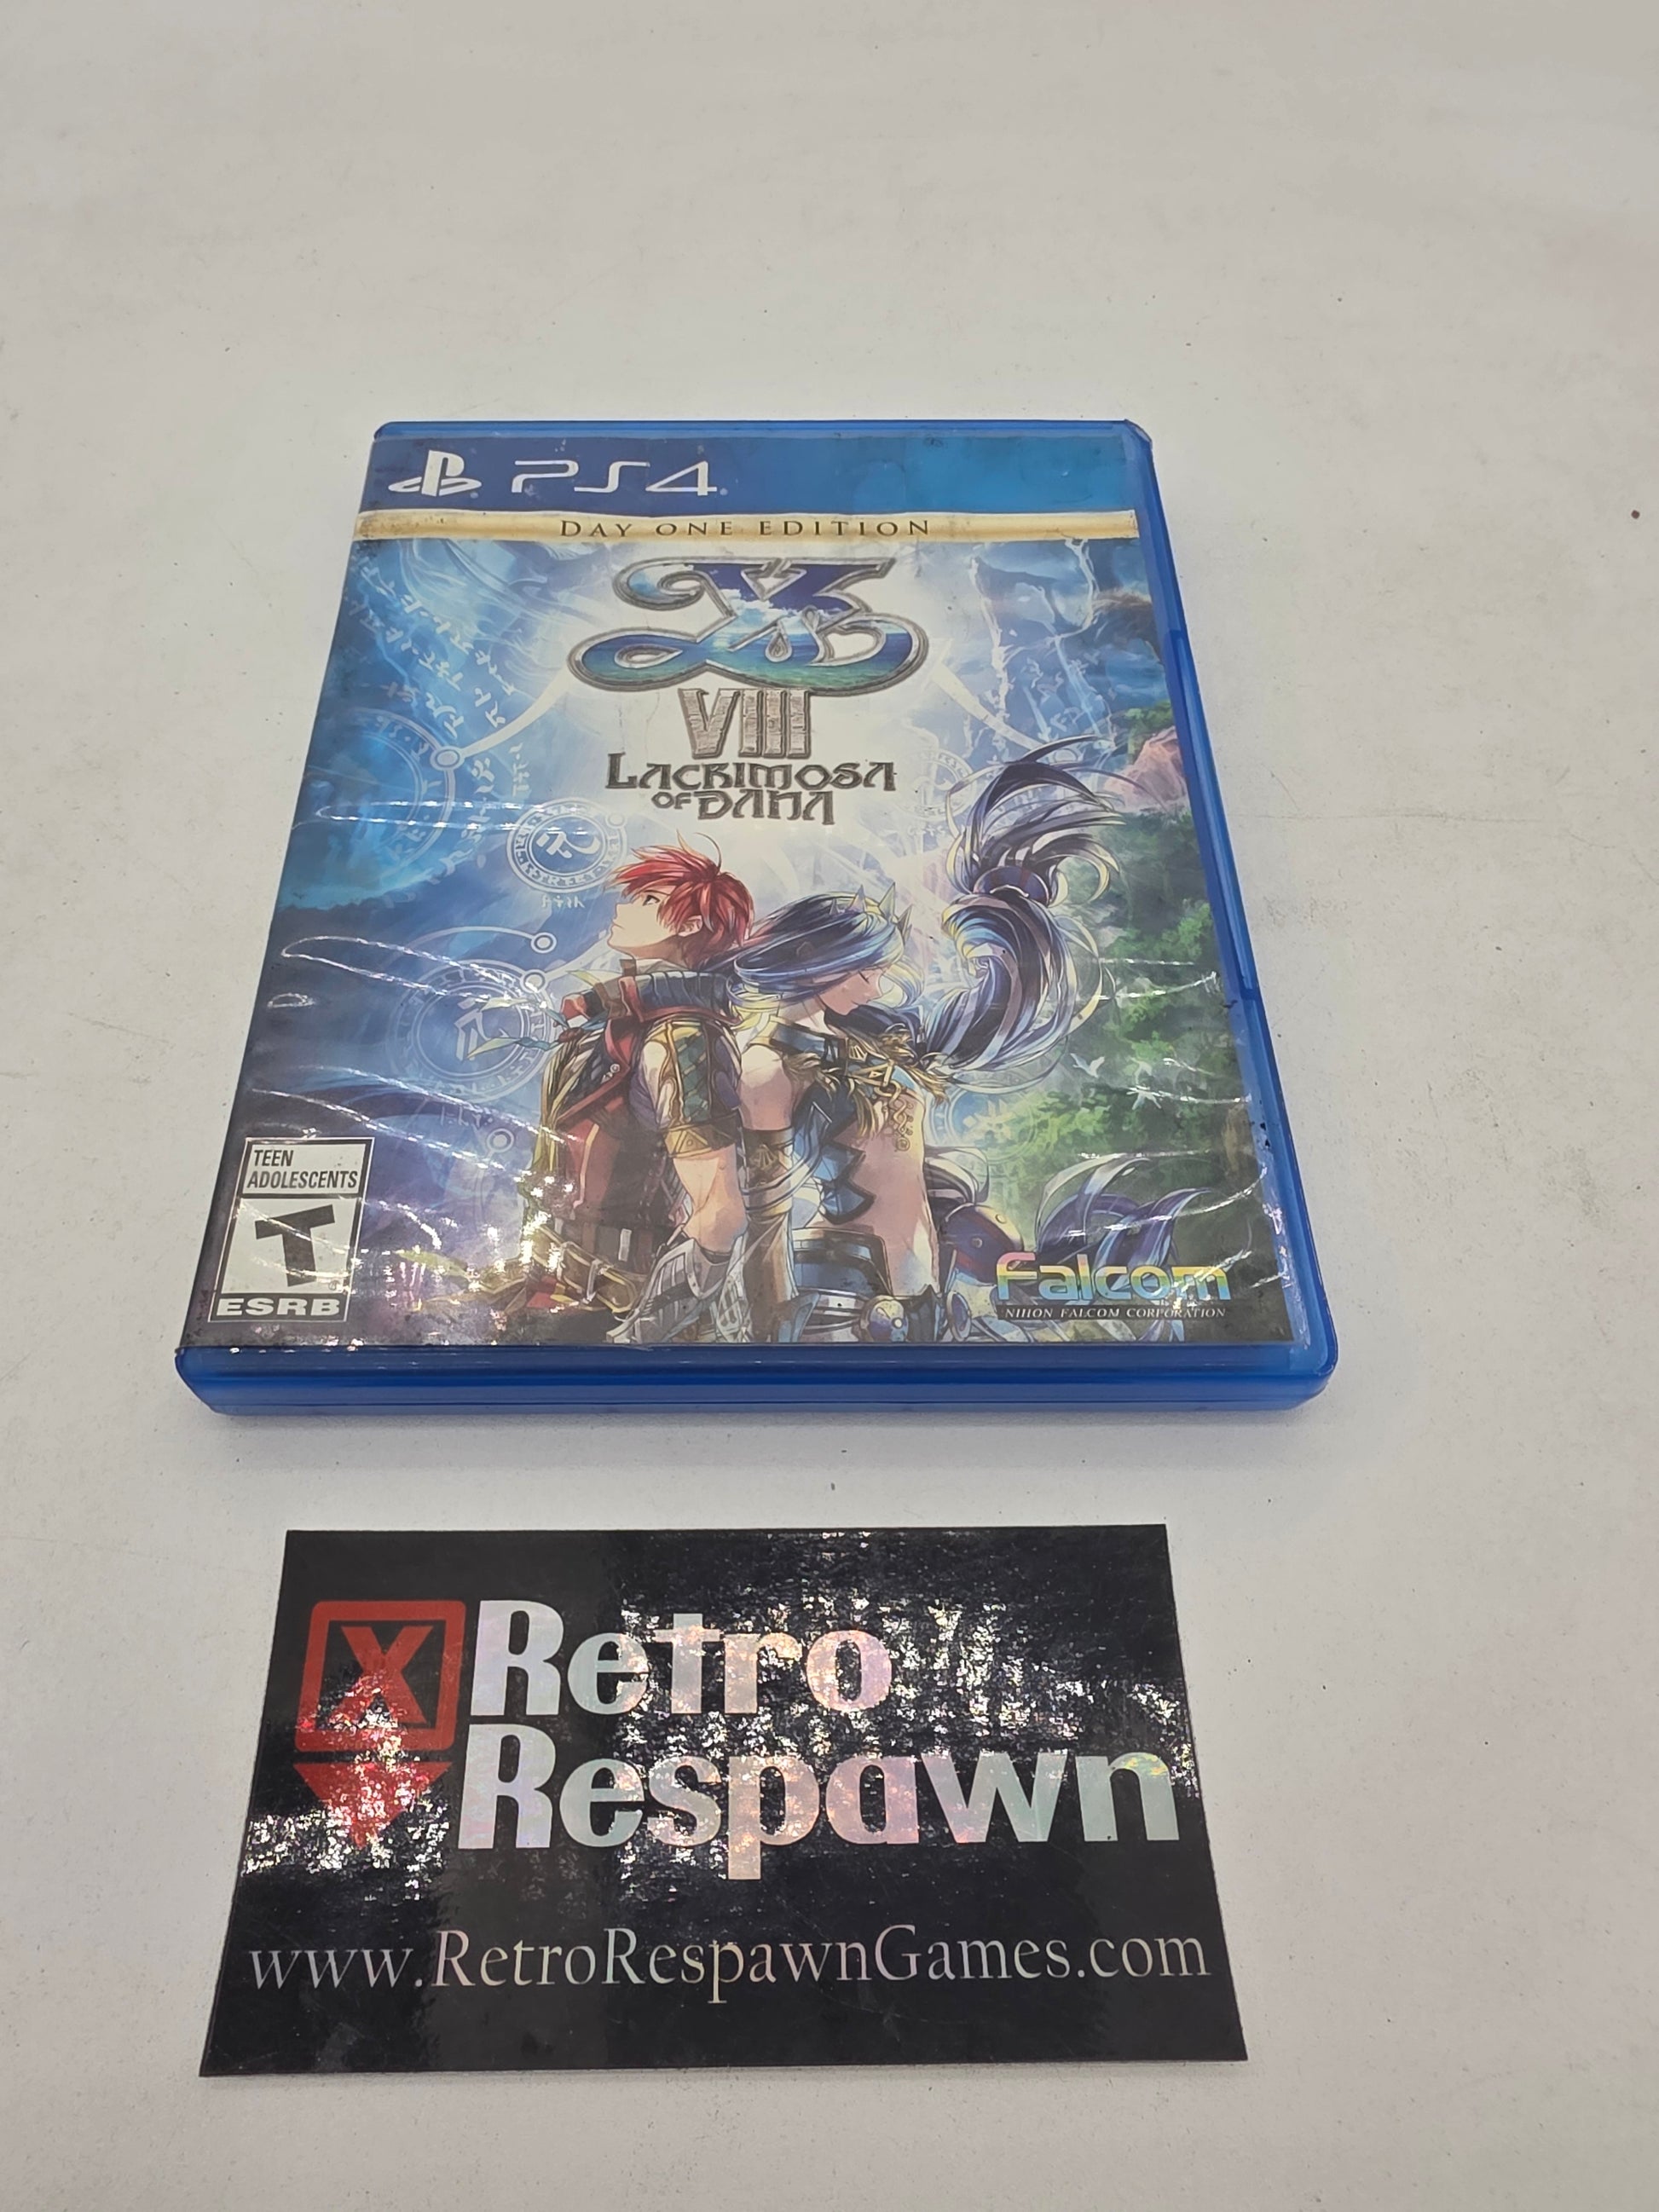 PS4
DAY ONE EDITION
Ys
VIII
LACRIMOSA
OF DANA
TEEN
ADOLESCENTS
T
ESRB
Falcom
NIHON FALCOM CORPORATION
X
Retro
Respawn
www.RetroRespawnGames.com